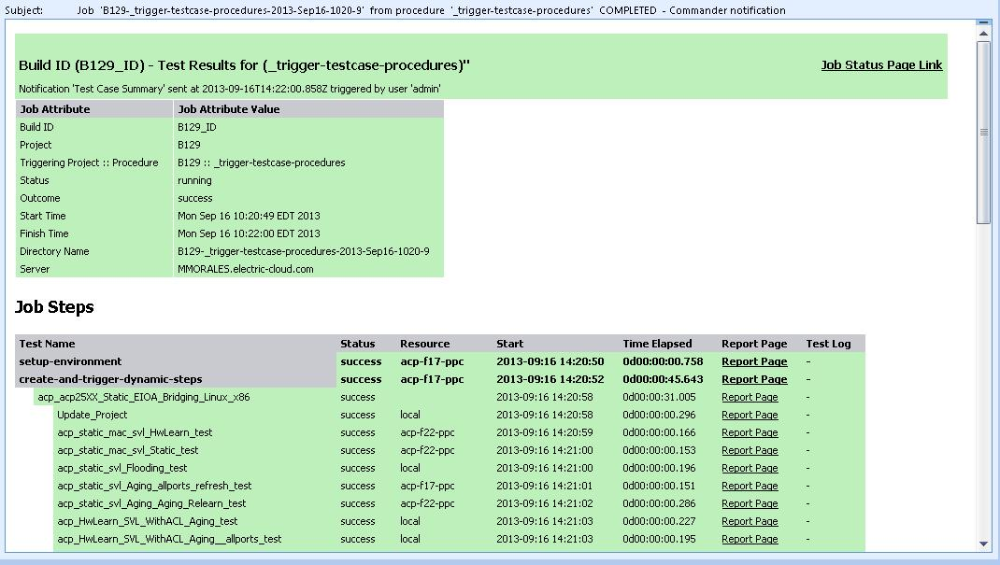 Subject: Job 'B129-_trigger-testcase-procedures-2013-Sep16-1020-9' from procedure '_trigger-testcase-procedures' COMPLETED - Commander notification
Build ID (B129_ID) - Test Results for (_trigger-testcase-procedures)" Job Status Page Link
Notification 'Test Case Summary' sent at 2013-09-16T14:22:00.858Z triggered by user 'admin'
Job Attribute Job Attribute Value
Build ID B129_ID
Project B129
Triggering Project :: Procedure B129 :: _trigger-testcase-procedures
Status running
Outcome success
Start Time Mon Sep 16 10:20:49 EDT 2013
Finish Time Mon Sep 16 10:22:00 EDT 2013
Directory Name B129-_trigger-testcase-procedures-2013-Sep16-1020-9
Server MMORALES.electric-cloud.com
Job Steps
Test Name Status Resource Start Time Elapsed Report Page Test Log
setup-environment success acp-f17-ppc 2013-09:16 14:20:50 0d00:00:00.758 Report Page -
create-and-trigger-dynamic-steps success acp-f17-ppc 2013-09:16 14:20:52 0d00:00:45.643 Report Page -
acp_acp25XX_Static_EIOA_Bridging_Linux_x86 success 2013-09:16 14:20:58 0d00:00:31.005 Report Page -
Update_Project success local 2013-09:16 14:20:58 0d00:00:00.296 Report Page -
acp_static_mac_svl_HwLearn_test success acp-f22-ppc 2013-09:16 14:20:59 0d00:00:00.166 Report Page -
acp_static_mac_svl_Static_test success acp-f22-ppc 2013-09:16 14:21:00 0d00:00:00.153 Report Page -
acp_static_svl_Flooding_test success local 2013-09:16 14:21:00 0d00:00:00.196 Report Page -
acp_static_svl_Aging_allports_refresh_test success acp-f17-ppc 2013-09:16 14:21:01 0d00:00:00.151 Report Page -
acp_static_svl_Aging_Aging_Relearn_test success acp-f22-ppc 2013-09:16 14:21:02 0d00:00:00.286 Report Page -
acp_HwLearn_SVL_WithACL_Aging_test success local 2013-09:16 14:21:03 0d00:00:00.227 Report Page -
acp_HwLearn_SVL_WithACL_Aging__allports_test success local 2013-09:16 14:21:03 0d00:00:00.195 Report Page -